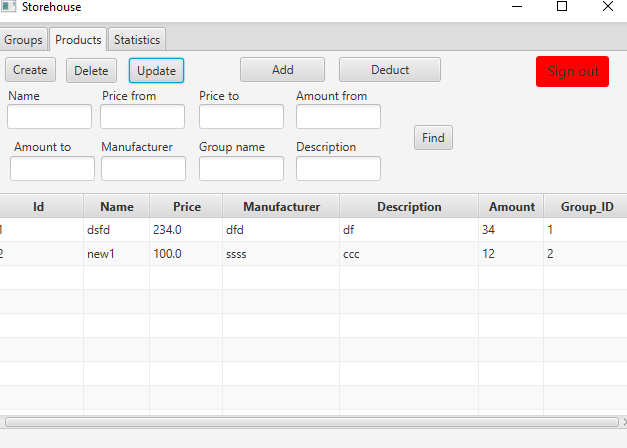 Storehouse
Groups Products Statistics
Create Delete Update Add Deduct Sign out
Name Price from Price to Amount from
Find
Amount to Manufacturer Group name Description
Id Name Price Manufacturer Description Amount Group_ID
1 dsfd 234.0 dfd df 34 1
2 new1 100.0 ssss ccc 12 2